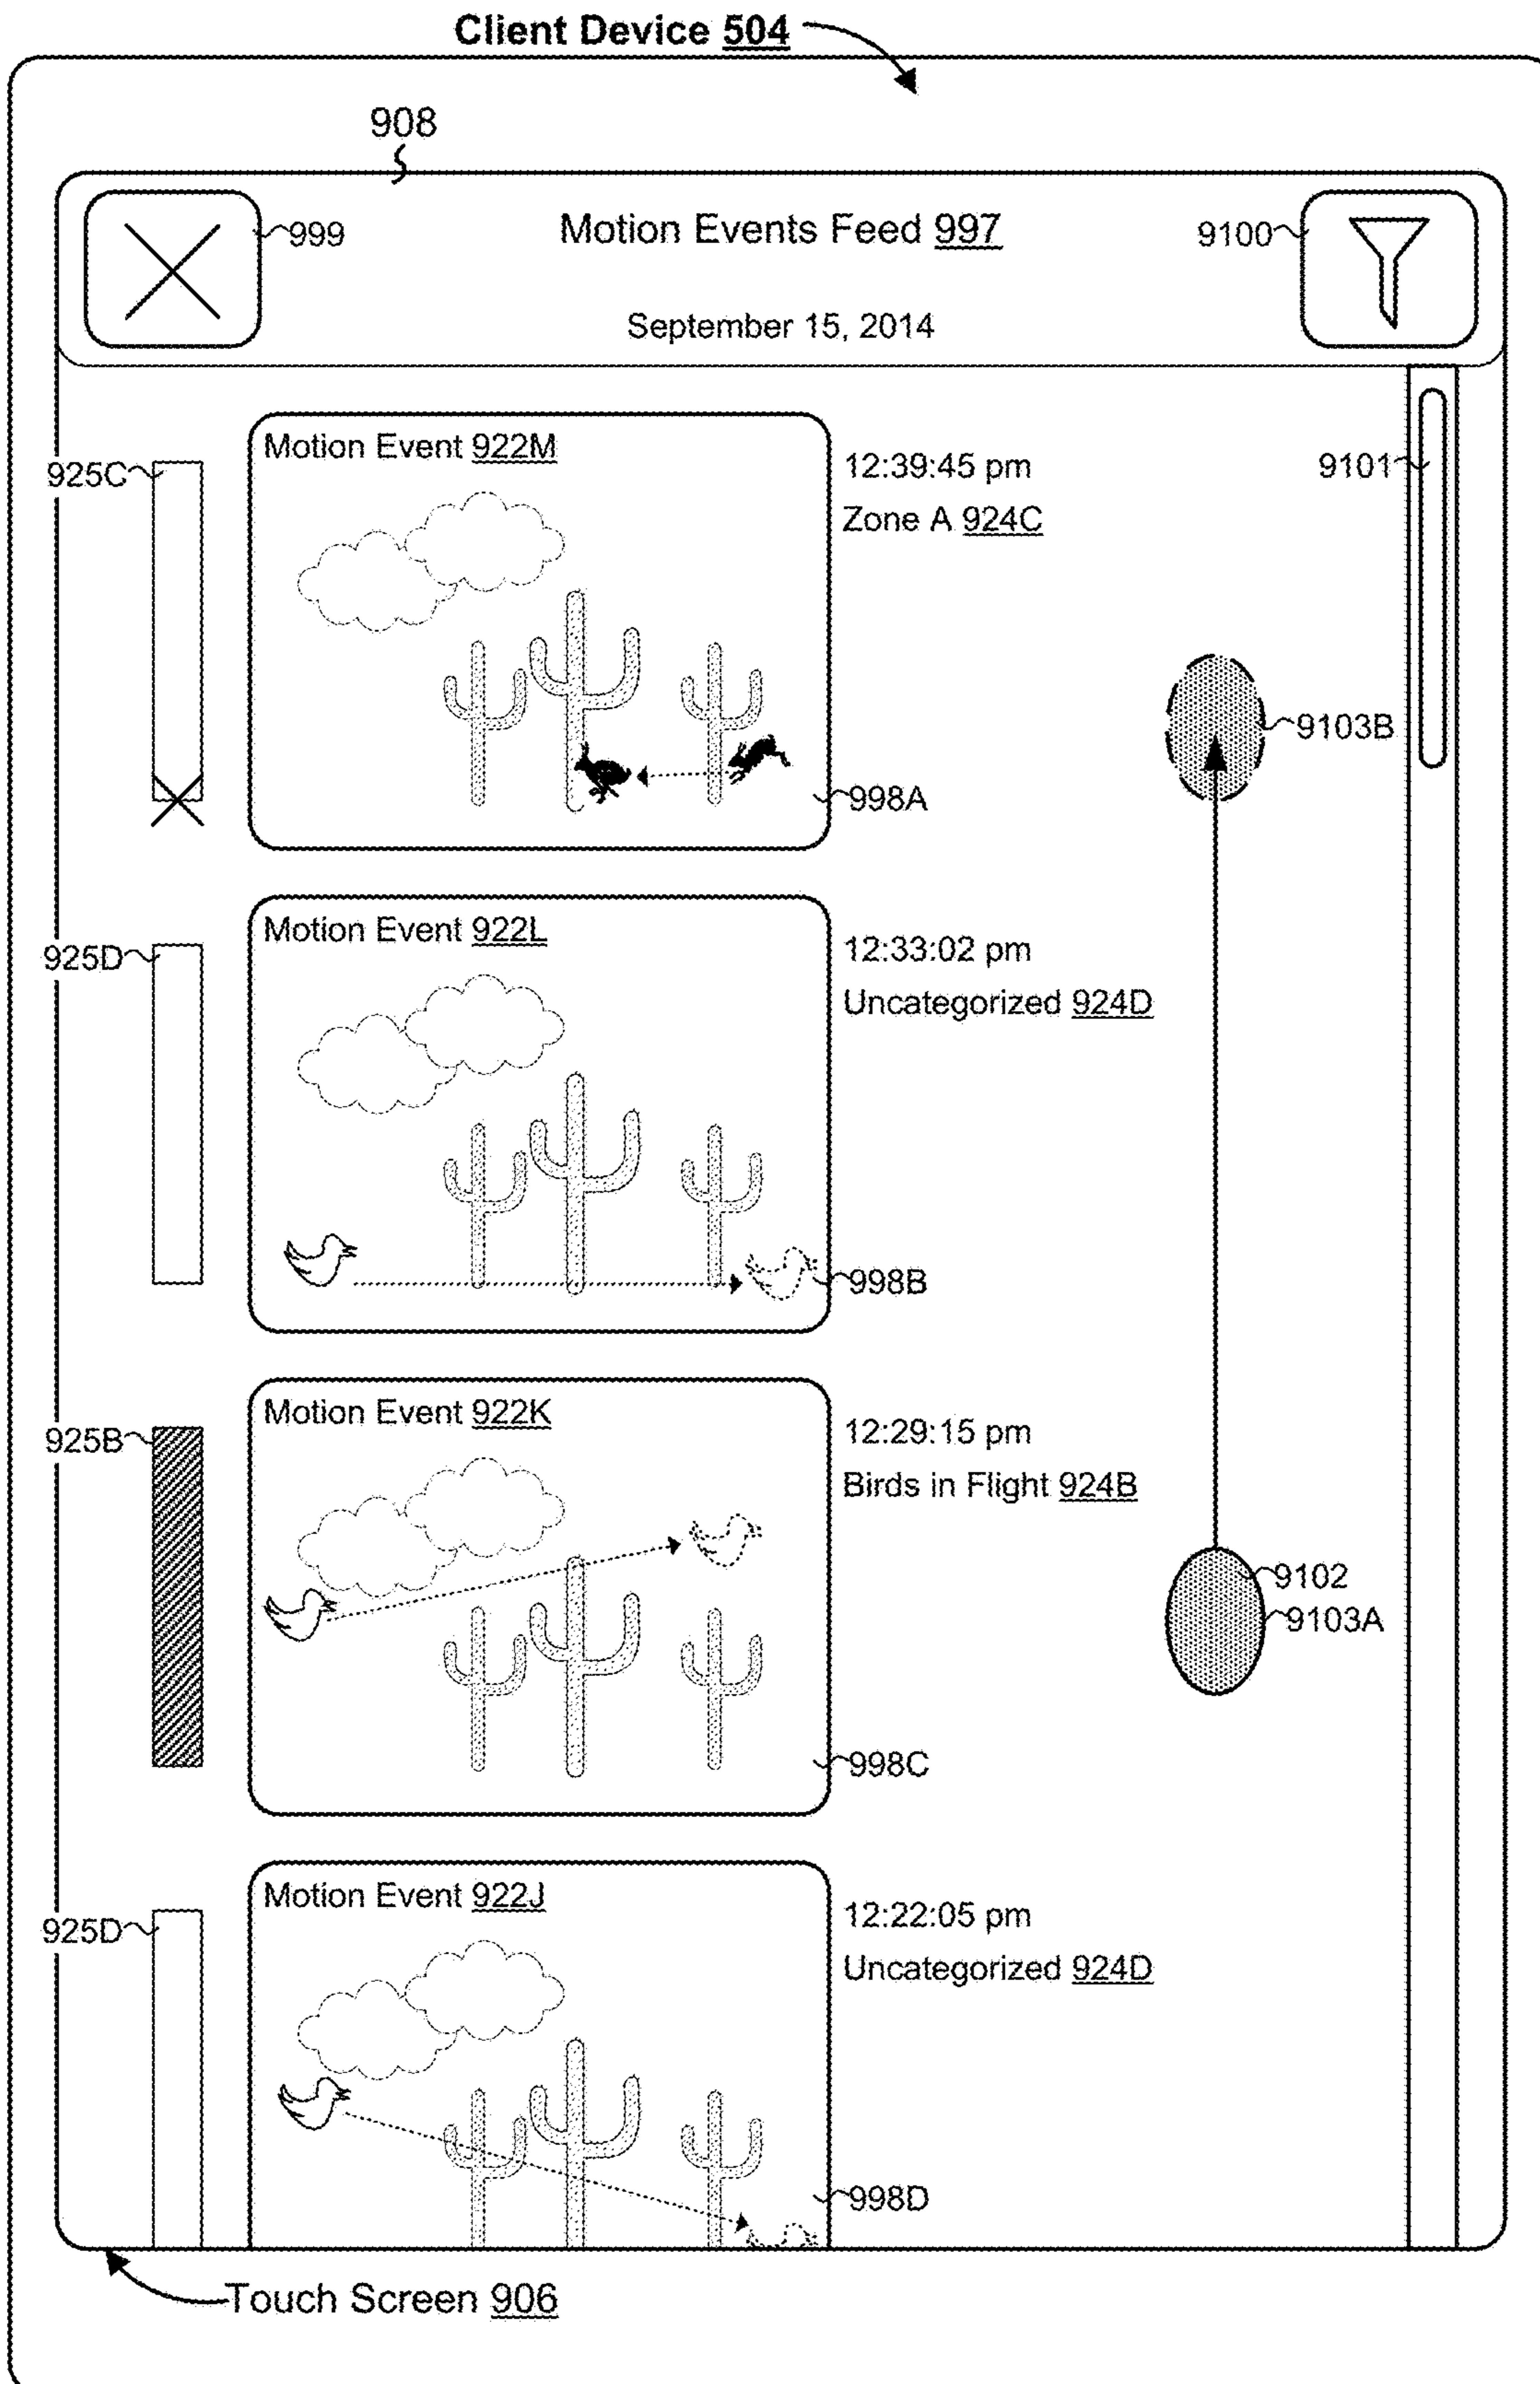 Client Device 504
908
999
Motion Events Feed 997
9100
September 15, 2014
925C
Motion Event 922M
12:39:45 pm
Zone A 924C
9101
9103B
998A
925D
Motion Event 922L
12:33:02 pm
Uncategorized 924D
998B
925B
Motion Event 922K
12:29:15 pm
Birds in Flight 924B
9102
9103A
998C
925D
Motion Event 922J
12:22:05 pm
Uncategorized 924D
998D
Touch Screen 906